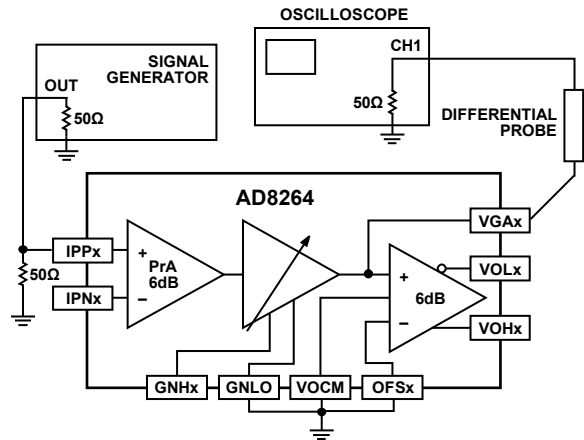 OSCILLOSCOPE
SIGNAL
GENERATOR
OUT
50Ω
CH1
50Ω
DIFFERENTIAL
PROBE
AD8264
IPPx
IPNx
50Ω
+
PrA
6dB
–
+
6dB
–
VGAx
VOLx
VOHx
GNHx
GNLO
VOCM
OFSx